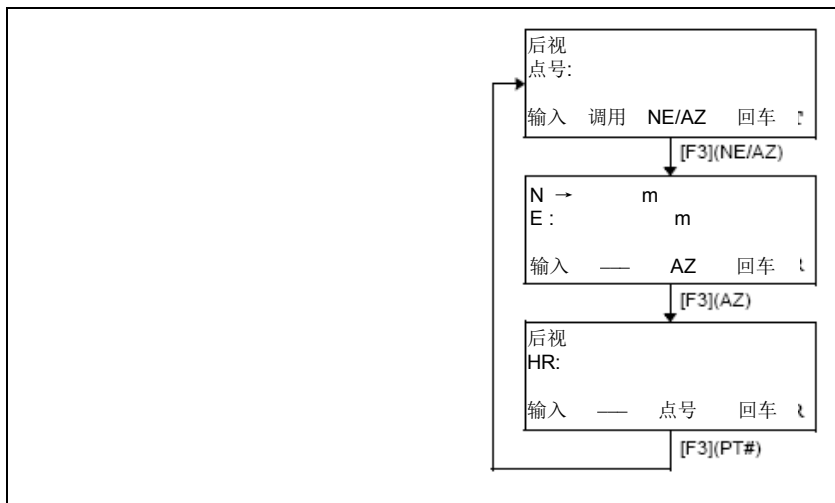 后视
点号:
输入 调用 NE/AZ 回车
[F3](NE/AZ)
N → m
E : m
输入 — AZ 回车
[F3](AZ)
后视
HR:
输入 — 点号 回车
[F3](PT#)